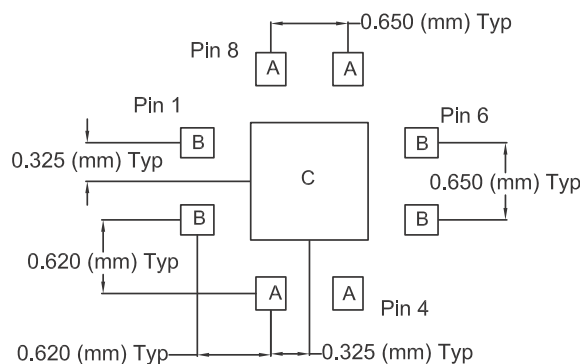 0.650 (mm) Typ
Pin 8
A A
Pin 1
Pin 6
B B
0.325 (mm) Typ
C
0.650 (mm) Typ
B B
0.620 (mm) Typ
A A
Pin 4
0.620 (mm) Typ
0.325 (mm) Typ